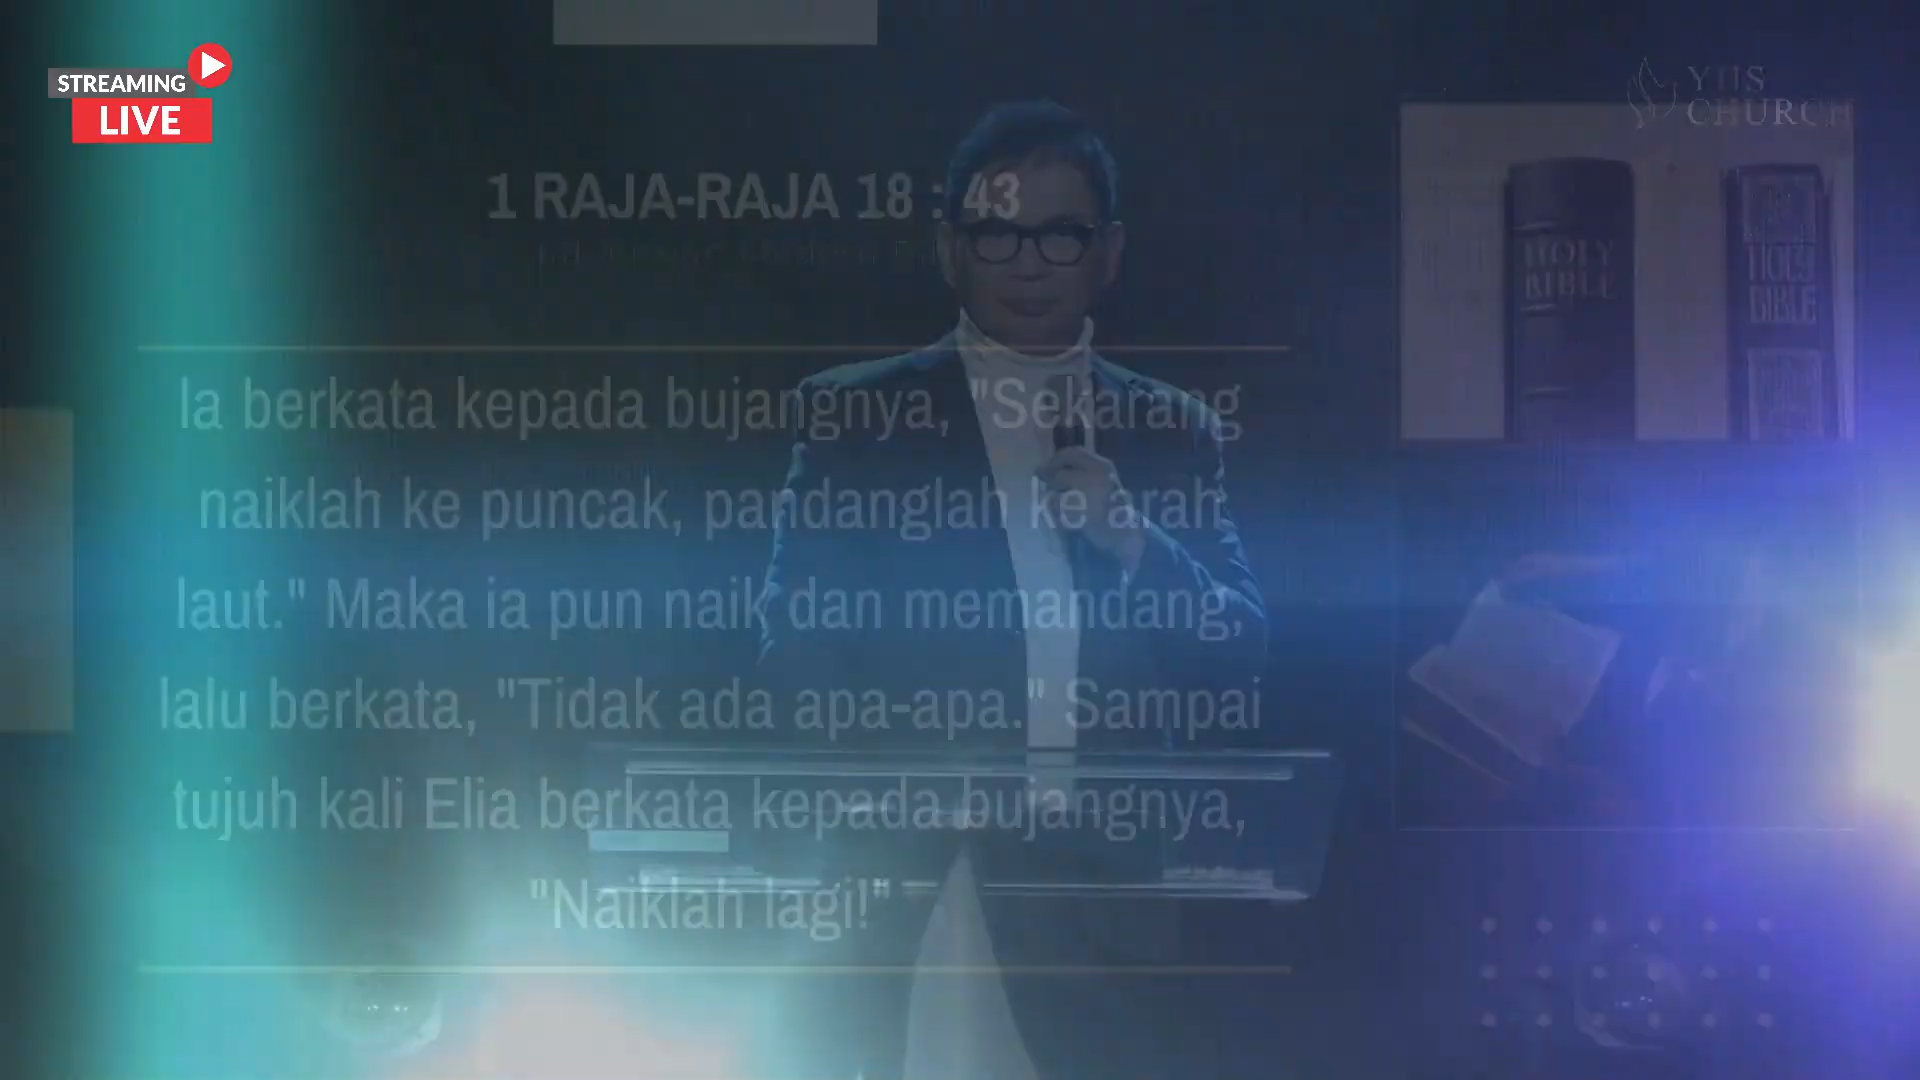 STREAMING
LIVE
YHS
CHURCH
1 RAJA-RAJA 18 : 43
Ia berkata kepada bujangnya, "Sekarang
naiklah ke puncak, pandanglah ke arah
laut." Maka ia pun naik dan memandang,
lalu berkata, "Tidak ada apa-apa." Sampai
tujuh kali Elia berkata kepada bujangnya,
"Naiklah lagi!"
HOLY
BIBLE
HOLY
BIBLE